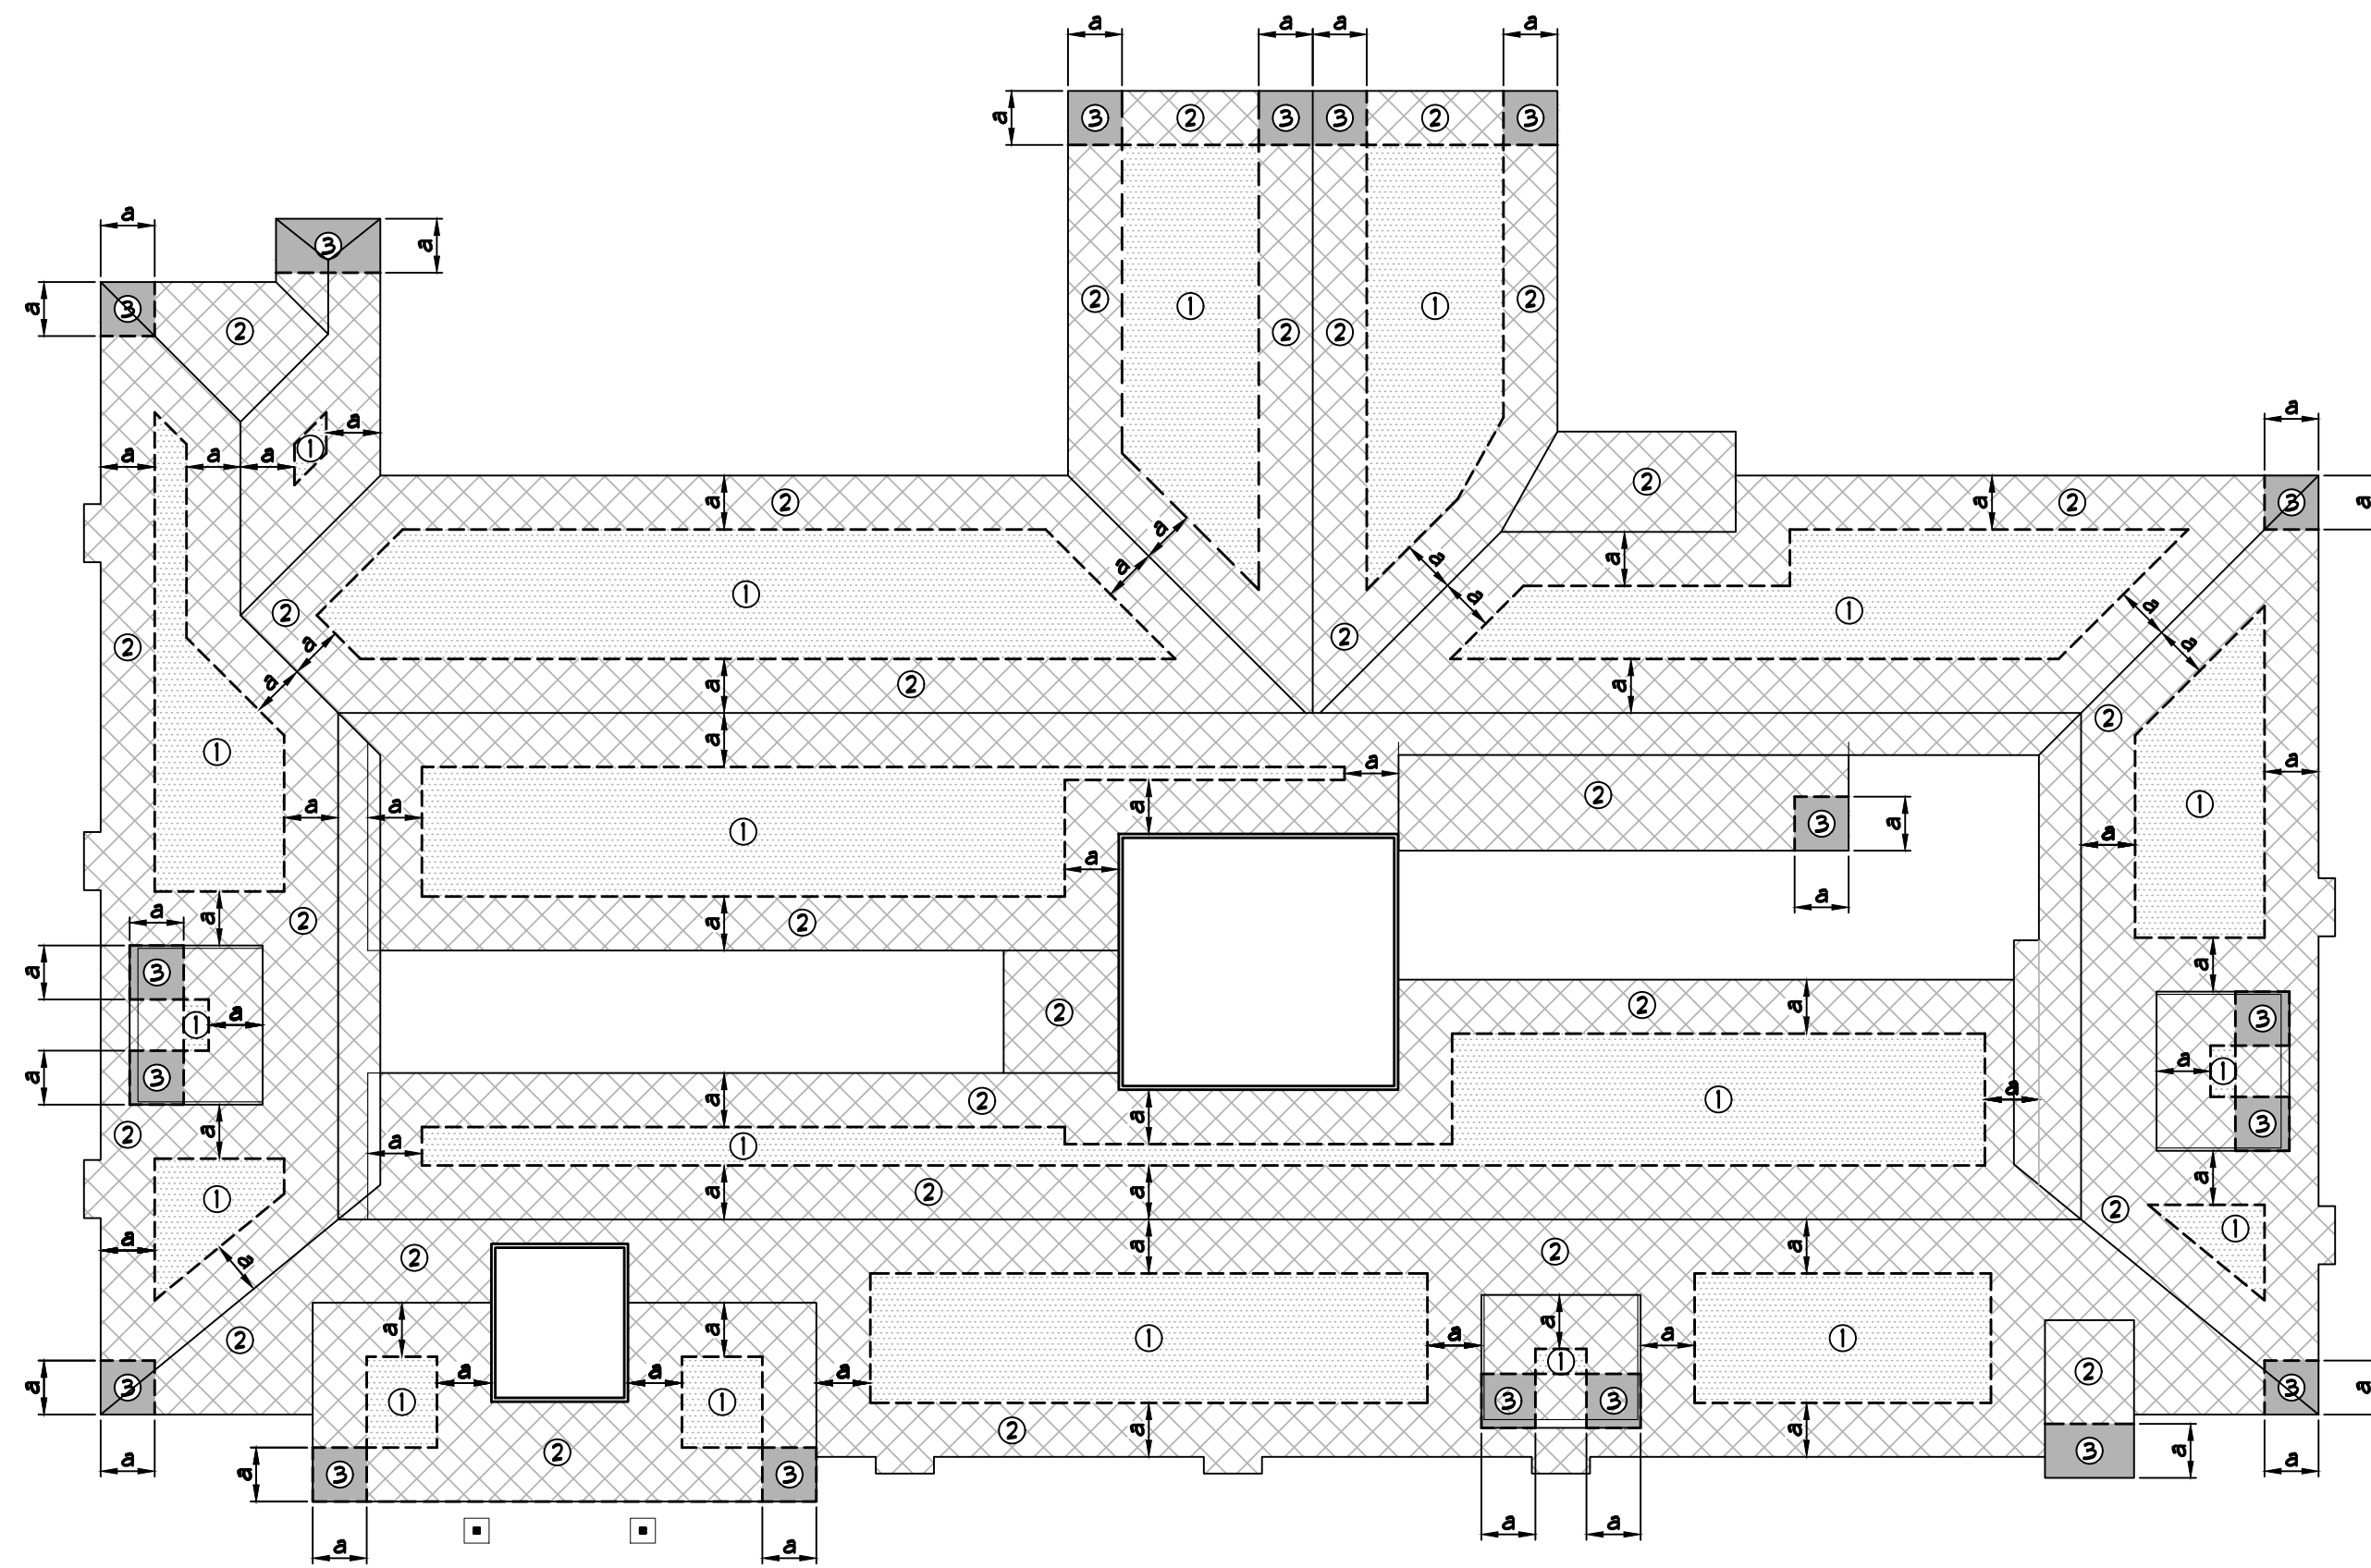 a a a a
a ③ ② ③ ③ ② ③
a ③ a
a ③ ② ② ① ② ② ① ②
a ① a a a a
② a ② a ② a ③ a
② ② ① a a a a ② a ① a a
② a a ② a ② a ②
① a a a a ① a a ② a ③ a a ①
② a ② a
a ③ a ① a ② ② a a ③
a ③ a ② a a ① a a ① ③
② a ① a a ② a a ②
① a ② a a a ① a
② ② a a ① a a ① a ① a ②
a ③ a a ① a a ① a a ③ ③ ② ③ a
a a ③ ② ③ ② a a ③ a a
a a a a